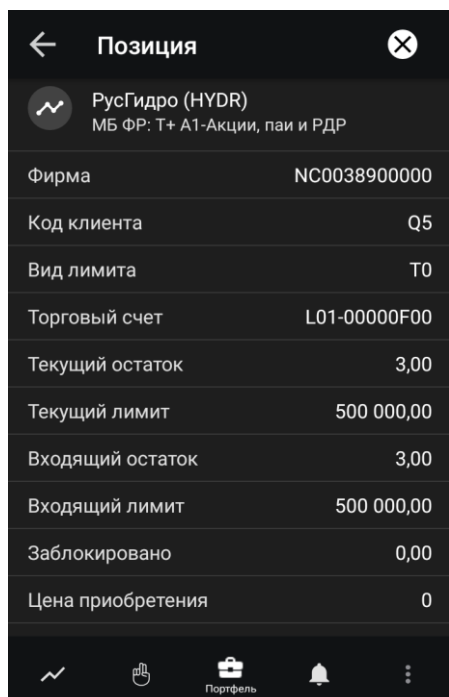 Позиция
РусГидро (HYDR)
МБ ФР: Т+ А1-Акции, паи и РДР
Фирма NC0038900000
Код клиента Q5
Вид лимита T0
Торговый счет L01-00000F00
Текущий остаток 3,00
Текущий лимит 500 000,00
Входящий остаток 3,00
Входящий лимит 500 000,00
Заблокировано 0,00
Цена приобретения 0
Портфель